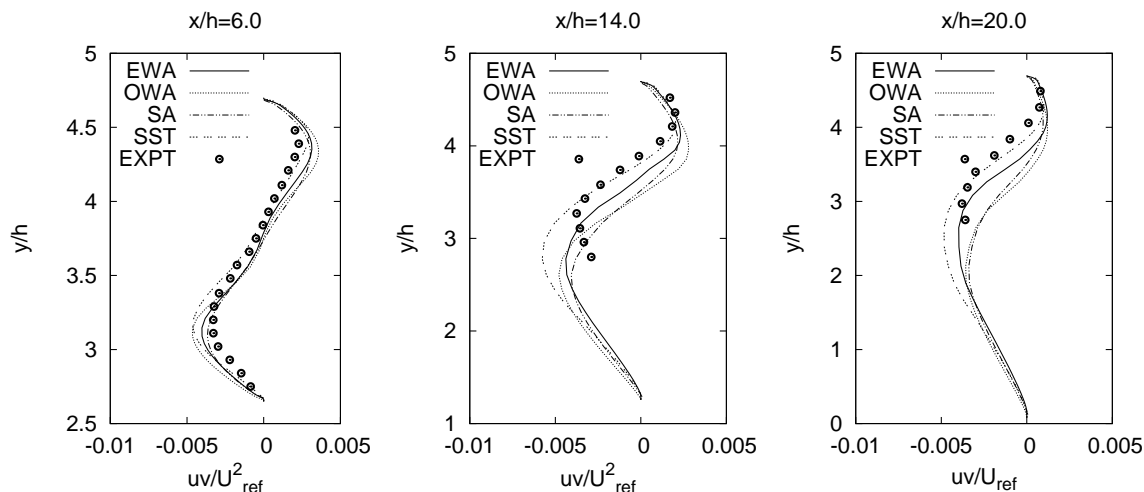 x/h=6.0
5
4.5
4
3.5
3
2.5
y/h
EWA
OWA
SA
SST
EXPT
-0.01 -0.005 0 0.005
uv/U²ref
x/h=14.0
5
4
3
2
1
y/h
EWA
OWA
SA
SST
EXPT
-0.01 -0.005 0 0.005
uv/U²ref
x/h=20.0
5
4
3
2
1
0
y/h
EWA
OWA
SA
SST
EXPT
-0.01 -0.005 0 0.005
uv/Uref